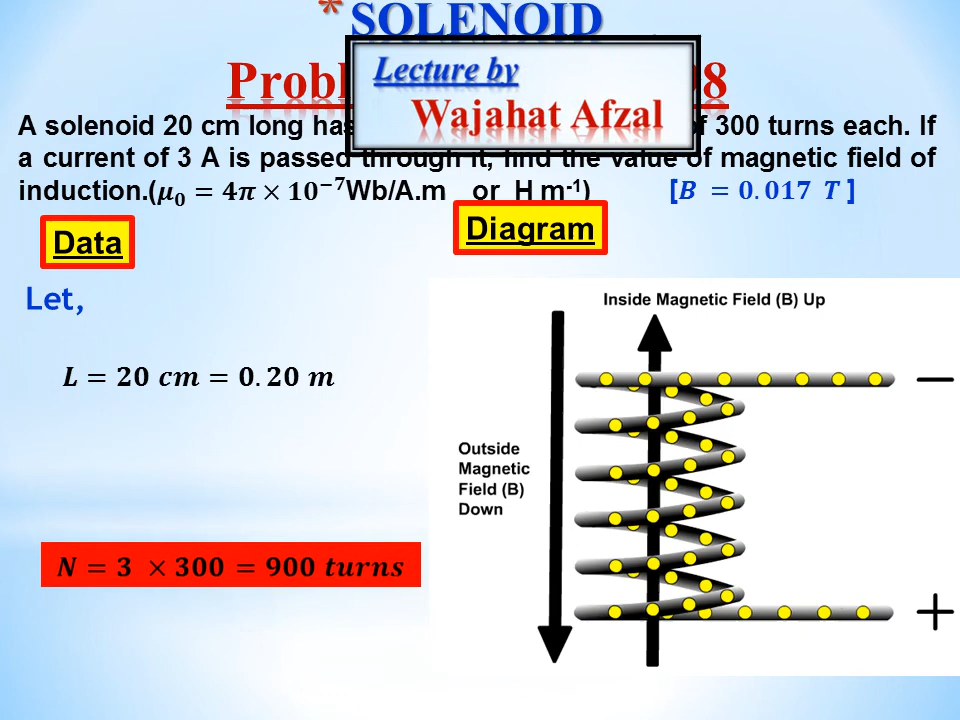 * SOLENOID
Lecture by
Wajahat Afzal
A solenoid 20 cm long has of 300 turns each. If
a current of 3 A is passed through it, find the value of magnetic field of
induction.(𝝁₀ = 𝟒𝝅 × 𝟏𝟎⁻⁷Wb/A.m or H m⁻¹) [𝑩 = 𝟎.𝟎𝟏𝟕 𝑻 ]
Data
Diagram
Let,
𝑳 = 𝟐𝟎 𝒄𝒎 = 𝟎.𝟐𝟎 𝒎
𝑵 = 𝟑 × 𝟑𝟎𝟎 = 𝟗𝟎𝟎 𝒕𝒖𝒓𝒏𝒔
Inside Magnetic Field (B) Up
Outside
Magnetic
Field (B)
Down
−
+